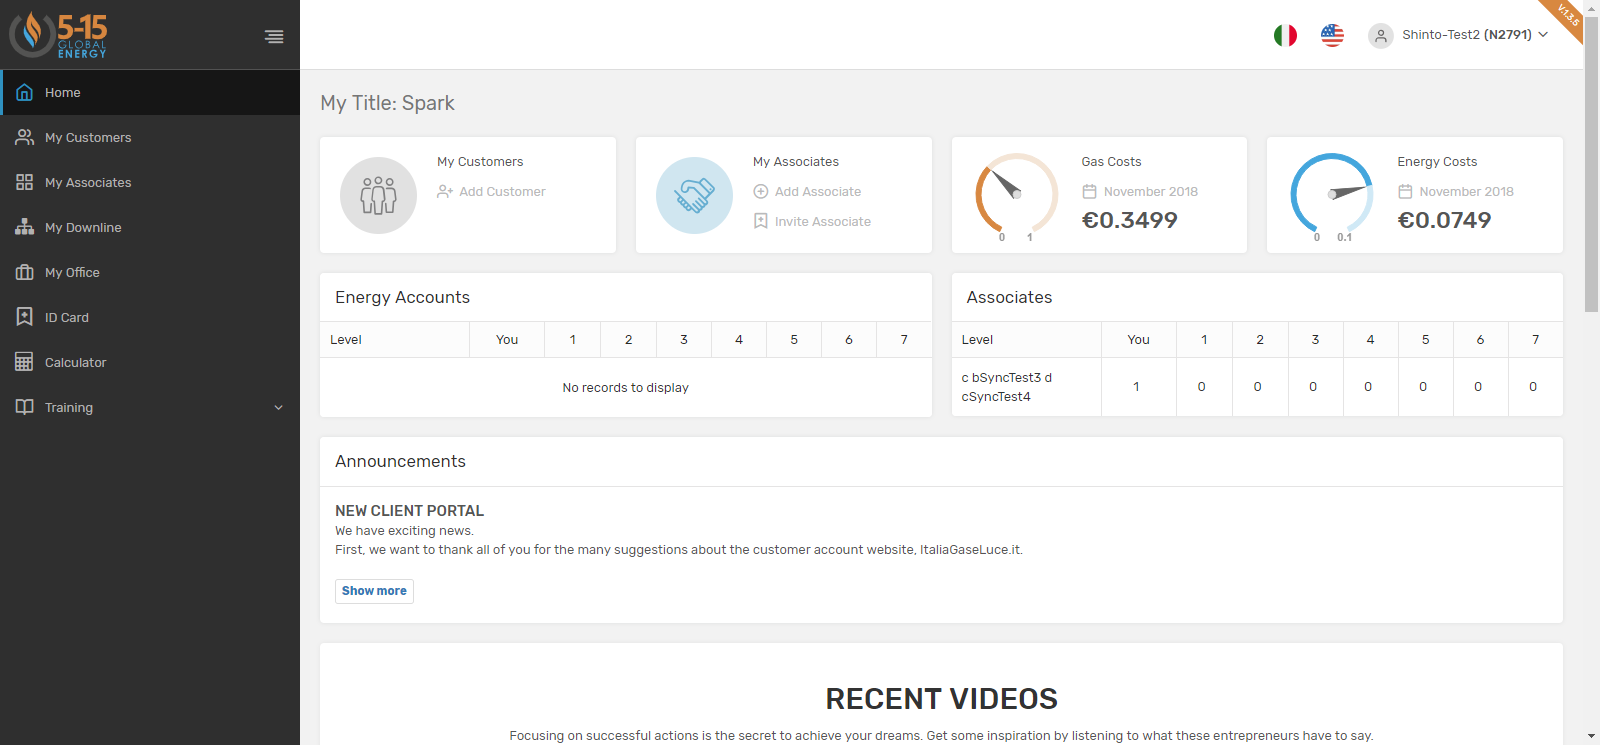 5-15
GLOBAL
ENERGY
Home
My Customers
My Associates
My Downline
My Office
ID Card
Calculator
Training
Shinto-Test2 (N2791)
V.1.3.5
My Title: Spark
My Customers
Add Customer
My Associates
Add Associate
Invite Associate
0 1
Gas Costs
November 2018
€0.3499
0 0.1
Energy Costs
November 2018
€0.0749
Energy Accounts
Level You 1 2 3 4 5 6 7
No records to display
Associates
Level You 1 2 3 4 5 6 7
c bSyncTest3 d
cSyncTest4
1 0 0 0 0 0 0 0
Announcements
NEW CLIENT PORTAL
We have exciting news.
First, we want to thank all of you for the many suggestions about the customer account website, ItaliaGaseLuce.it.
Show more
RECENT VIDEOS
Focusing on successful actions is the secret to achieve your dreams. Get some inspiration by listening to what these entrepreneurs have to say.